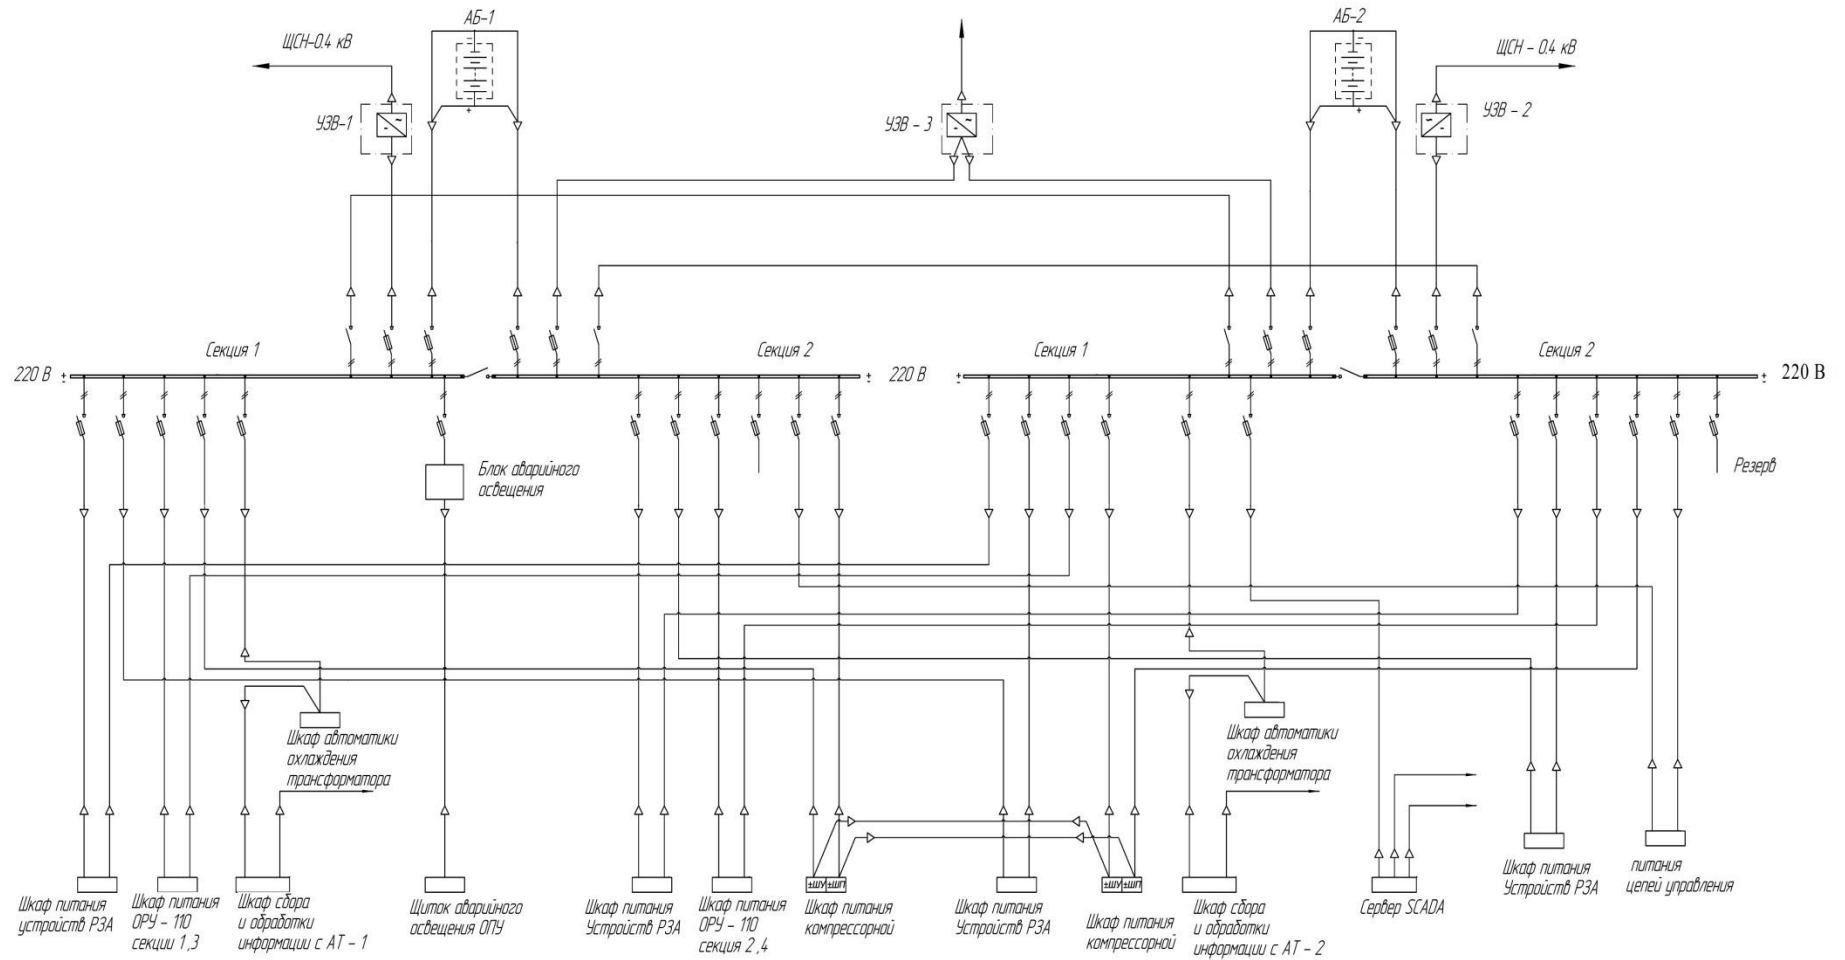 АБ-1
АБ-2
ЩСН-0.4 кВ
ЩСН - 0.4 кВ
УЗВ-1
УЗВ - 3
УЗВ - 2
Секция 1
Секция 2
Секция 1
Секция 2
220 В
+
-
+
-
220 В
+
-
+
-
220 В
Блок аварийного
освещения
Резерв
Шкаф автоматики
охлаждения
трансформатора
Шкаф автоматики
охлаждения
трансформатора
±ШУ
±ШП
±ШУ
±ШП
Шкаф питания
устройств РЗА
Шкаф питания
ОРУ - 110
секции 1,3
Шкаф сбора
и обработки
информации с АТ - 1
Щиток аварийного
освещения ОПУ
Шкаф питания
Устройств РЗА
Шкаф питания
ОРУ - 110
секция 2,4
Шкаф питания
компрессорной
Шкаф питания
Устройств РЗА
Шкаф питания
компрессорной
Шкаф сбора
и обработки
информации с АТ - 2
Сервер SCADA
Шкаф питания
Устройств РЗА
питания
цепей управления